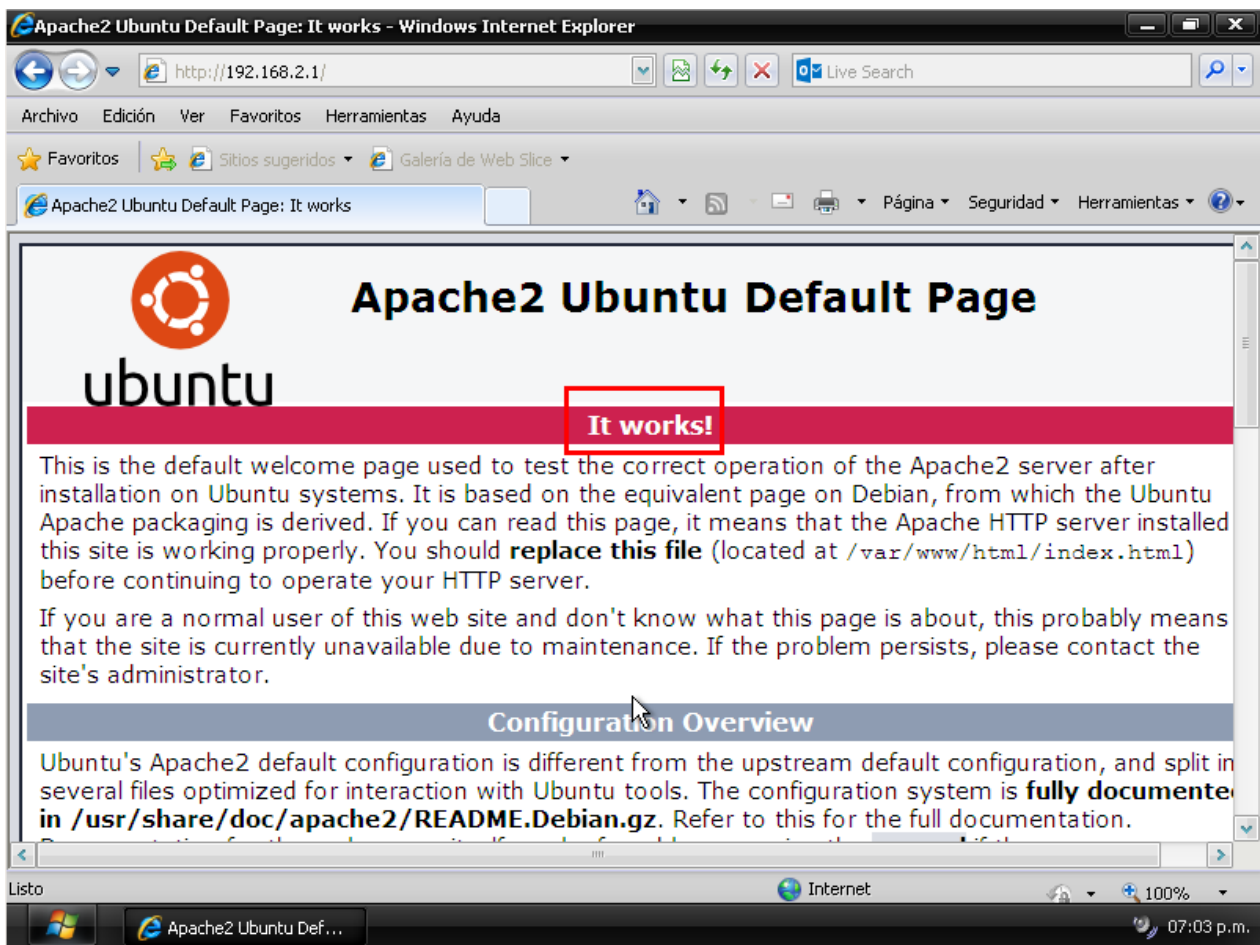 Apache2 Ubuntu Default Page: It works - Windows Internet Explorer
http://192.168.2.1/
Live Search
Archivo Edición Ver Favoritos Herramientas Ayuda
Favoritos Sitios sugeridos Galería de Web Slice
Apache2 Ubuntu Default Page: It works Página Seguridad Herramientas
ubuntu
Apache2 Ubuntu Default Page
It works!
This is the default welcome page used to test the correct operation of the Apache2 server after
installation on Ubuntu systems. It is based on the equivalent page on Debian, from which the Ubuntu
Apache packaging is derived. If you can read this page, it means that the Apache HTTP server installed
this site is working properly. You should replace this file (located at /var/www/html/index.html)
before continuing to operate your HTTP server.
If you are a normal user of this web site and don't know what this page is about, this probably means
that the site is currently unavailable due to maintenance. If the problem persists, please contact the
site's administrator.
Configuration Overview
Ubuntu's Apache2 default configuration is different from the upstream default configuration, and split in
several files optimized for interaction with Ubuntu tools. The configuration system is fully documente
in /usr/share/doc/apache2/README.Debian.gz. Refer to this for the full documentation.
Listo Internet 100%
Apache2 Ubuntu Def... 07:03 p.m.